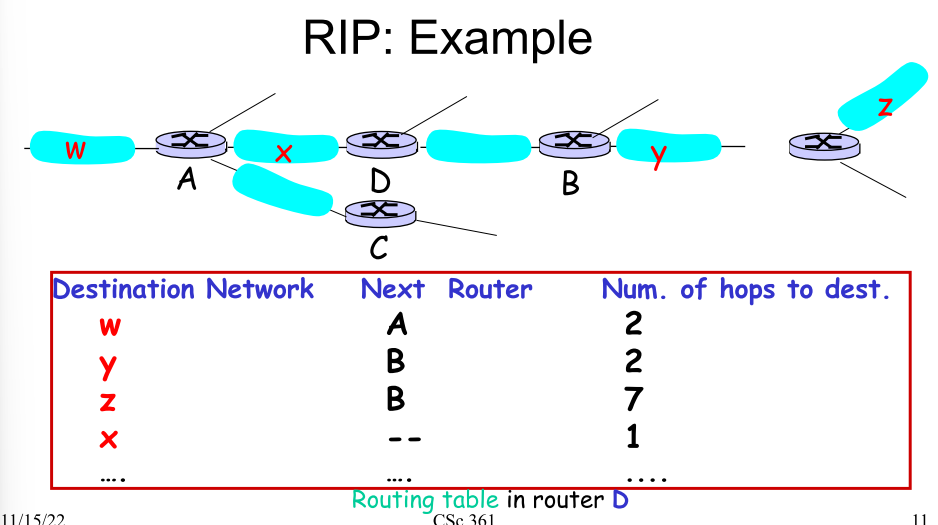 RIP: Example
z
w x y
A D B
C
Destination Network Next Router Num. of hops to dest.
w A 2
y B 2
z B 7
x -- 1
…. …. ....
Routing table in router D
11/15/22 CSc 361 11